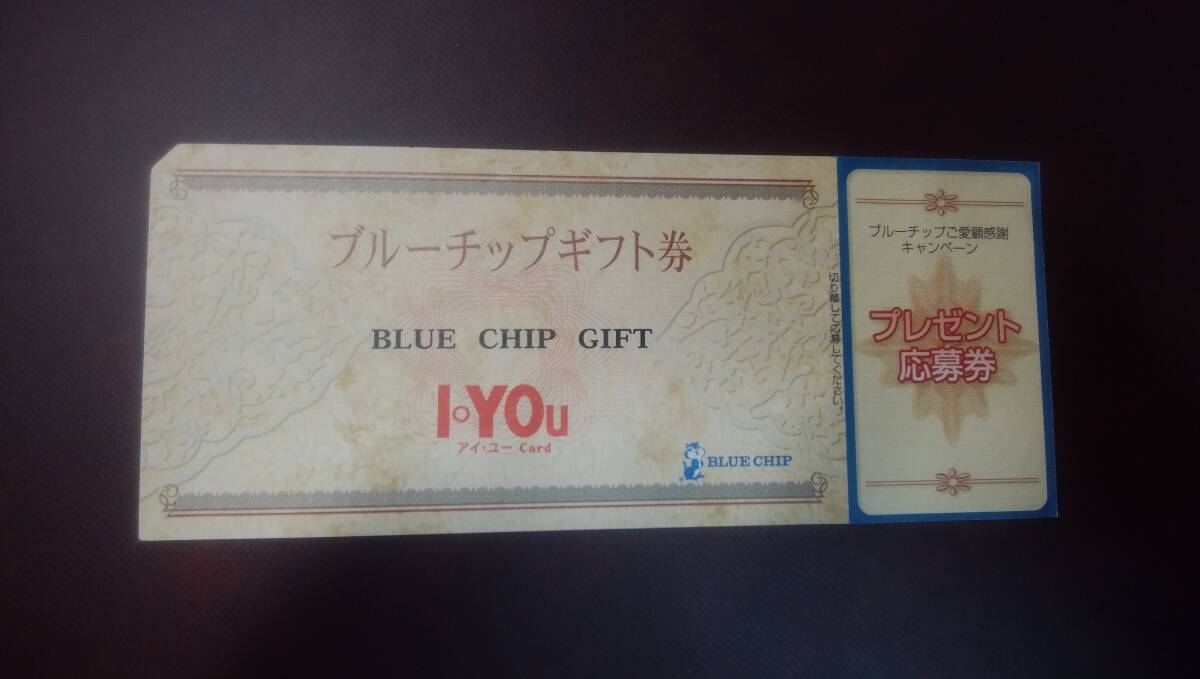 ブルーチップギフト券
BLUE CHIP GIFT
I・YOu
アイ・ユー Card
BLUE CHIP
切り離して応募してください。
ブルーチップご愛顧感謝
キャンペーン
プレゼント
応募券